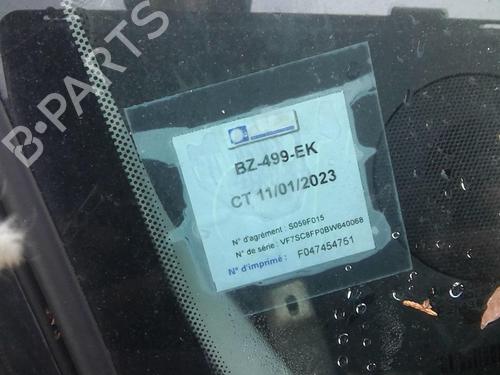 B-PARTS
BZ-499-EK
CT 11/01/2023
N° d'agrément : S059F015
N° de série : VF7SC8FP0BW640068
N° d'imprimé : F047454751